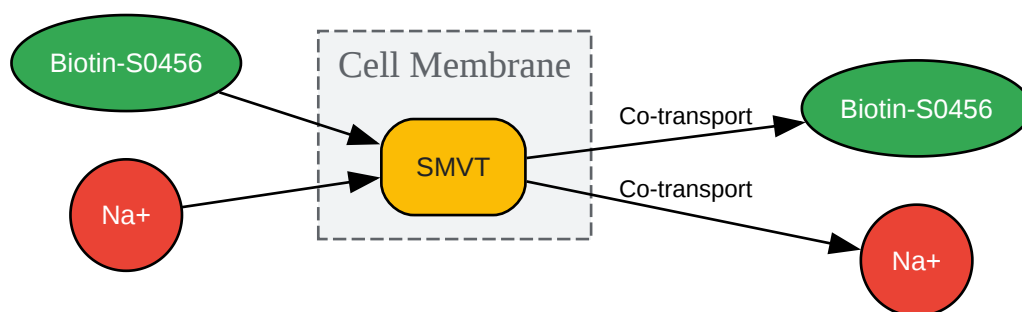 Biotin-S0456
Cell Membrane
Co-transport
Biotin-S0456
SMVT
Na+
Co-transport
Na+